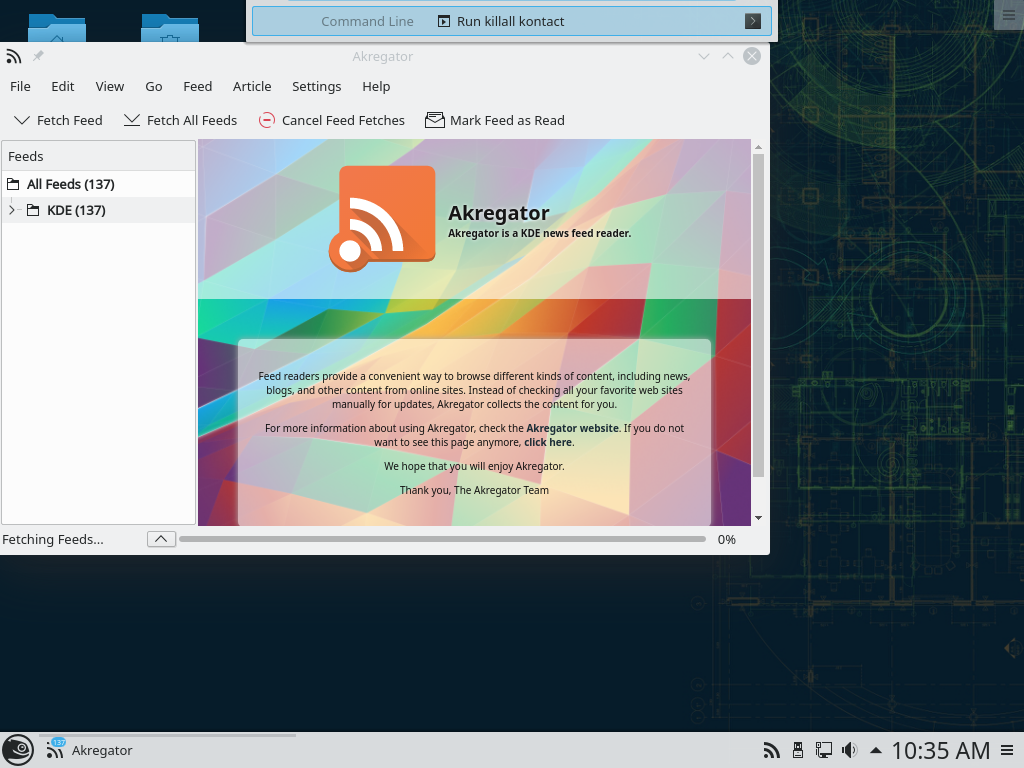 Command Line Run killall kontact
Akregator
File Edit View Go Feed Article Settings Help
Fetch Feed Fetch All Feeds Cancel Feed Fetches Mark Feed as Read
Feeds
All Feeds (137)
KDE (137)
Akregator
Akregator is a KDE news feed reader.
Feed readers provide a convenient way to browse different kinds of content, including news,
blogs, and other content from online sites. Instead of checking all your favorite web sites
manually for updates, Akregator collects the content for you.
For more information about using Akregator, check the Akregator website. If you do not
want to see this page anymore, click here.
We hope that you will enjoy Akregator.
Thank you, The Akregator Team
Fetching Feeds... 0%
137
Akregator
10:35 AM